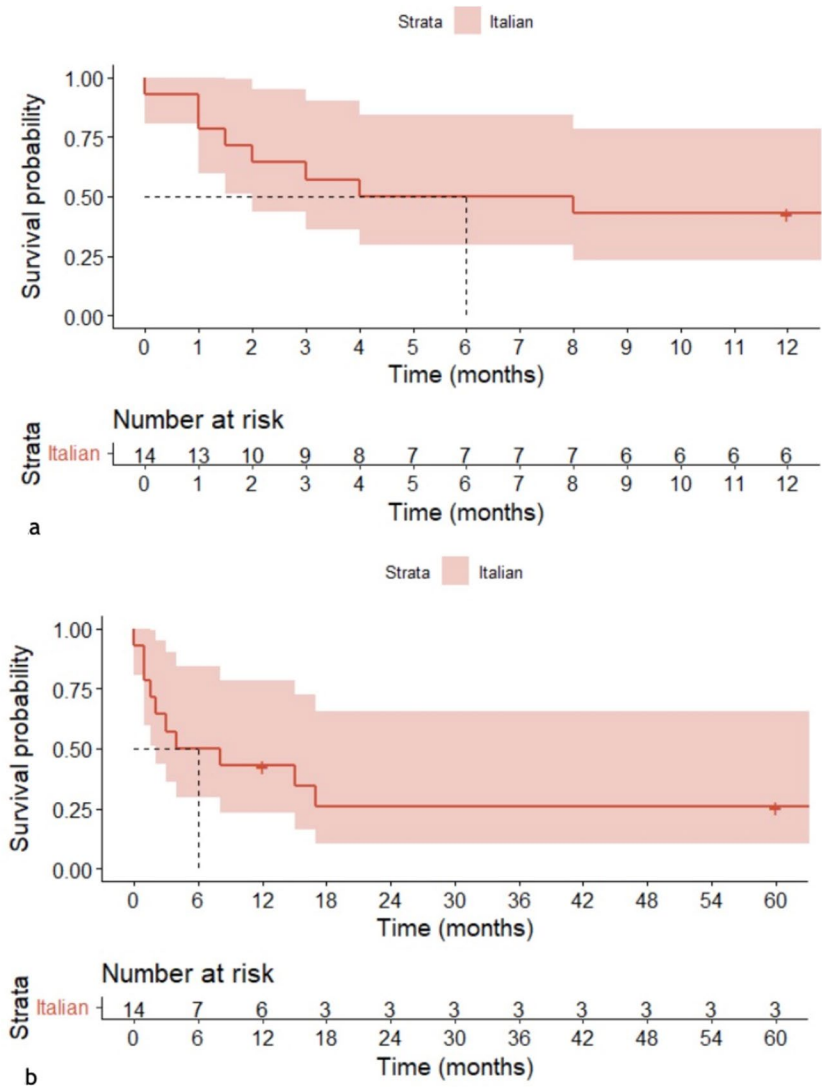 Strata Italian
Survival probability
1.00
0.75
0.50
0.25
0.00
0 1 2 3 4 5 6 7 8 9 10 11 12
Time (months)
Number at risk
Strata
Italian 14 13 10 9 8 7 7 7 7 6 6 6 6
0 1 2 3 4 5 6 7 8 9 10 11 12
Time (months)
a
Strata Italian
Survival probability
1.00
0.75
0.50
0.25
0.00
0 6 12 18 24 30 36 42 48 54 60
Time (months)
Number at risk
Strata
Italian 14 7 6 3 3 3 3 3 3 3 3
0 6 12 18 24 30 36 42 48 54 60
Time (months)
b